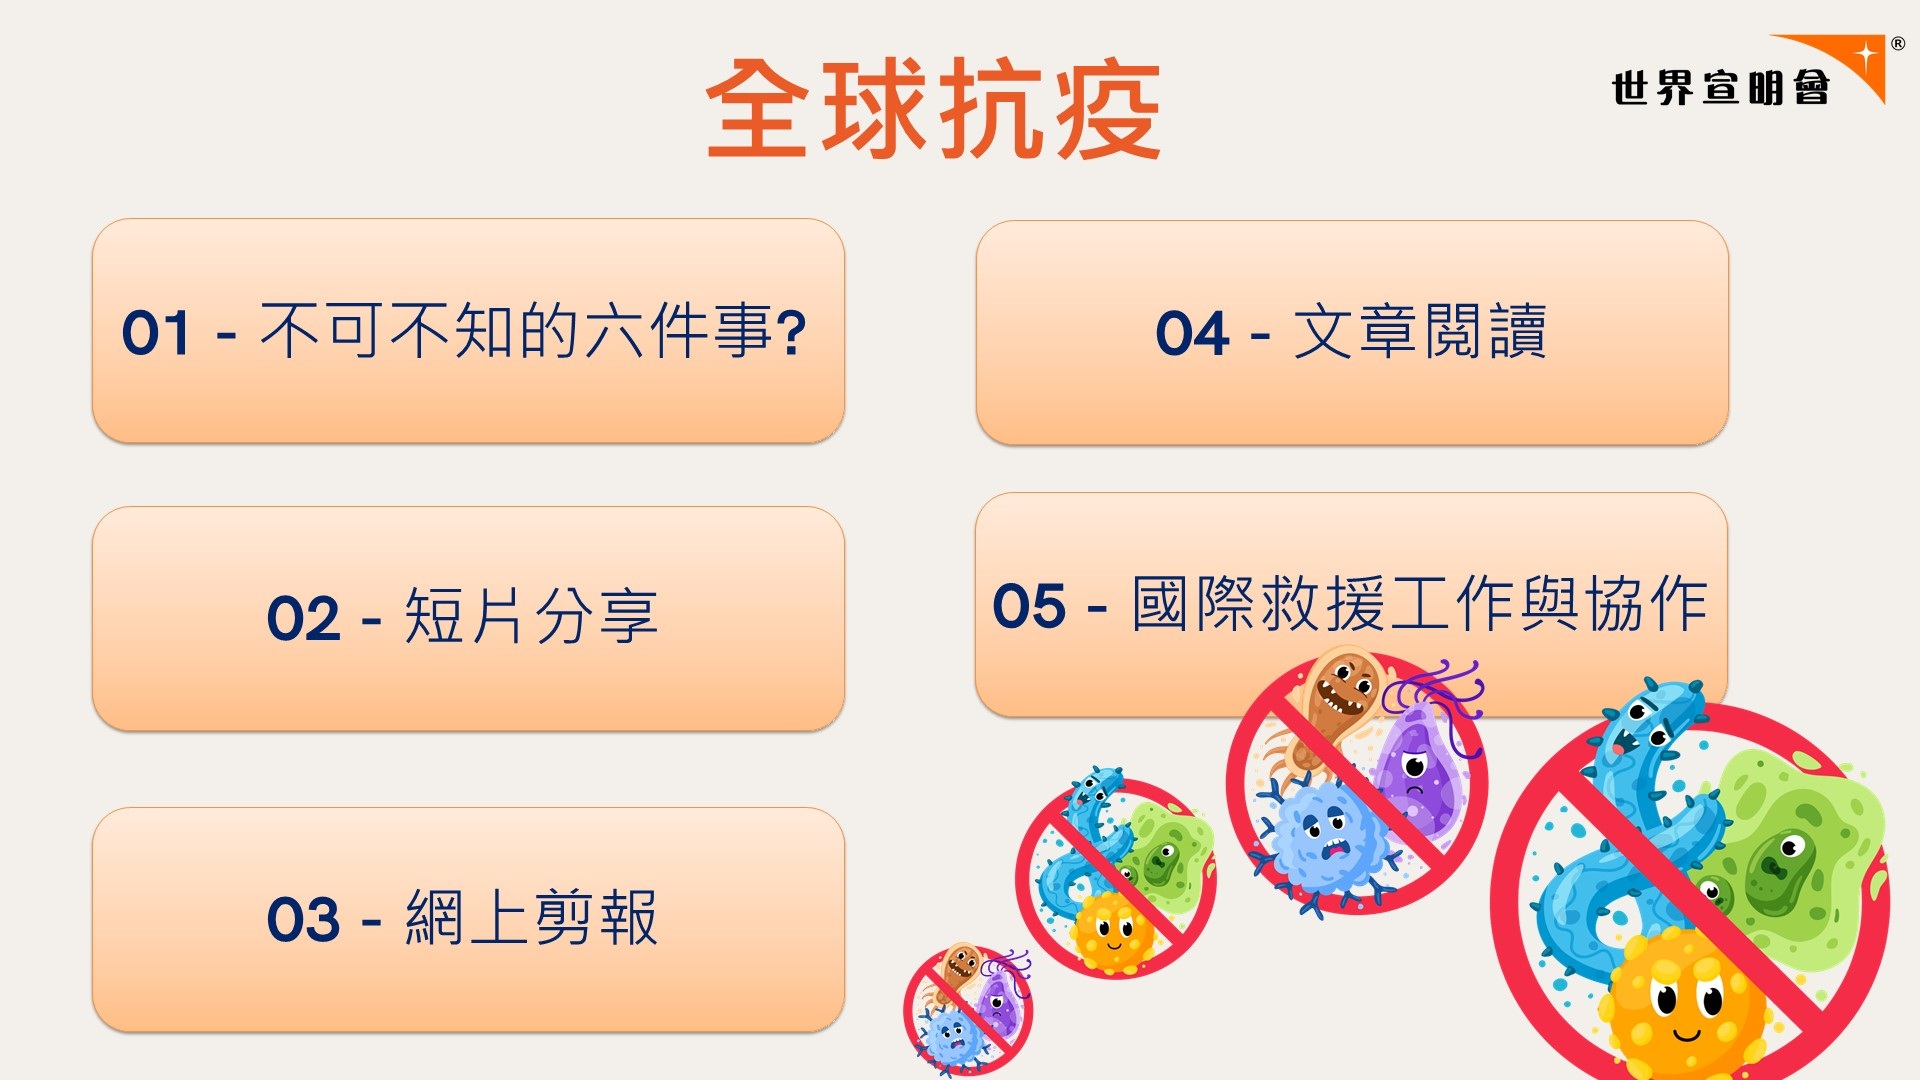 全球抗疫
世界宣明會®
01 - 不可不知的六件事?
02 - 短片分享
03 - 網上剪報
04 - 文章閱讀
05 - 國際救援工作與協作